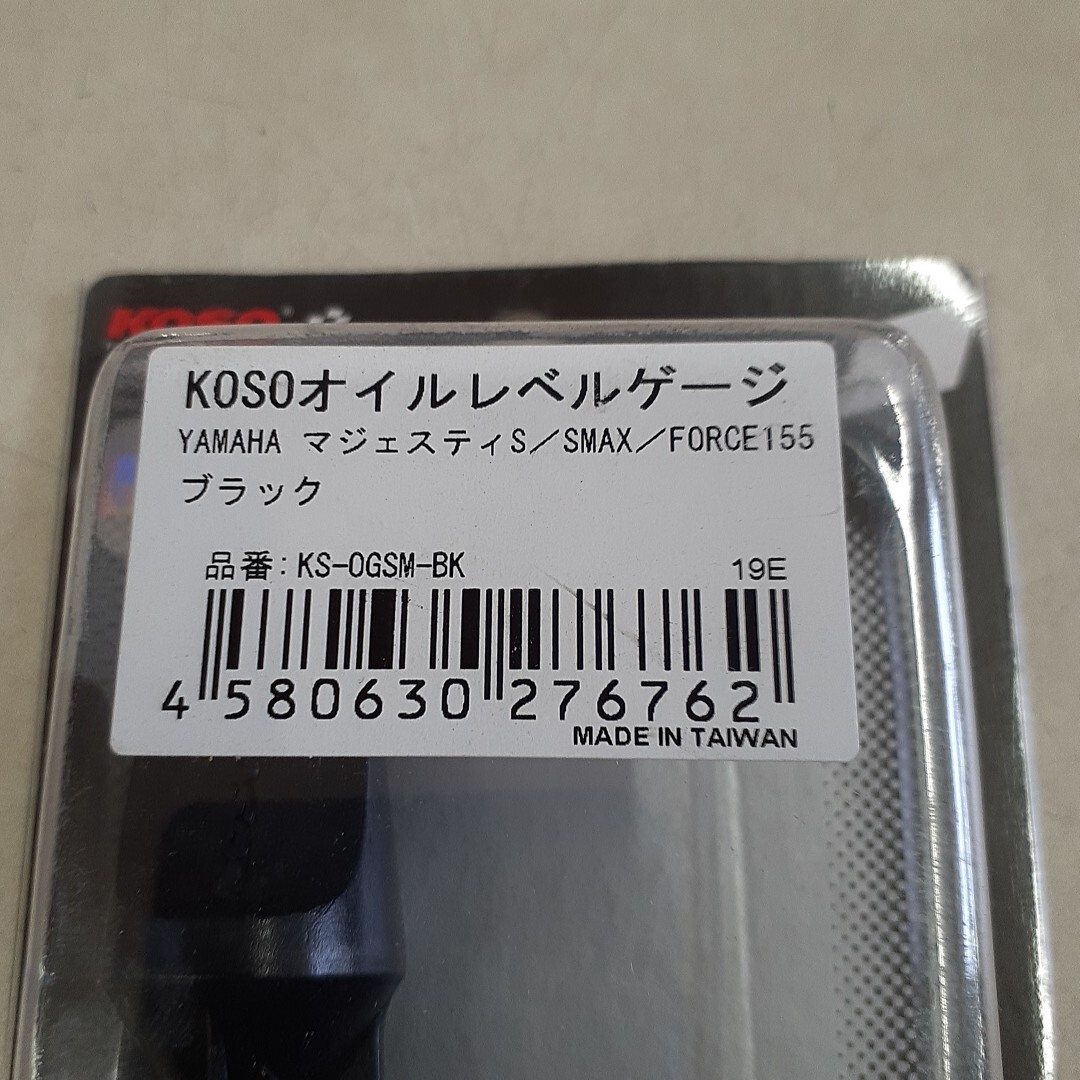 KOSO
KOSOオイルレベルゲージ
YAMAHA マジェスティS／SMAX／FORCE155
ブラック
品番:KS-OGSM-BK 19E
4 580630 276762
MADE IN TAIWAN